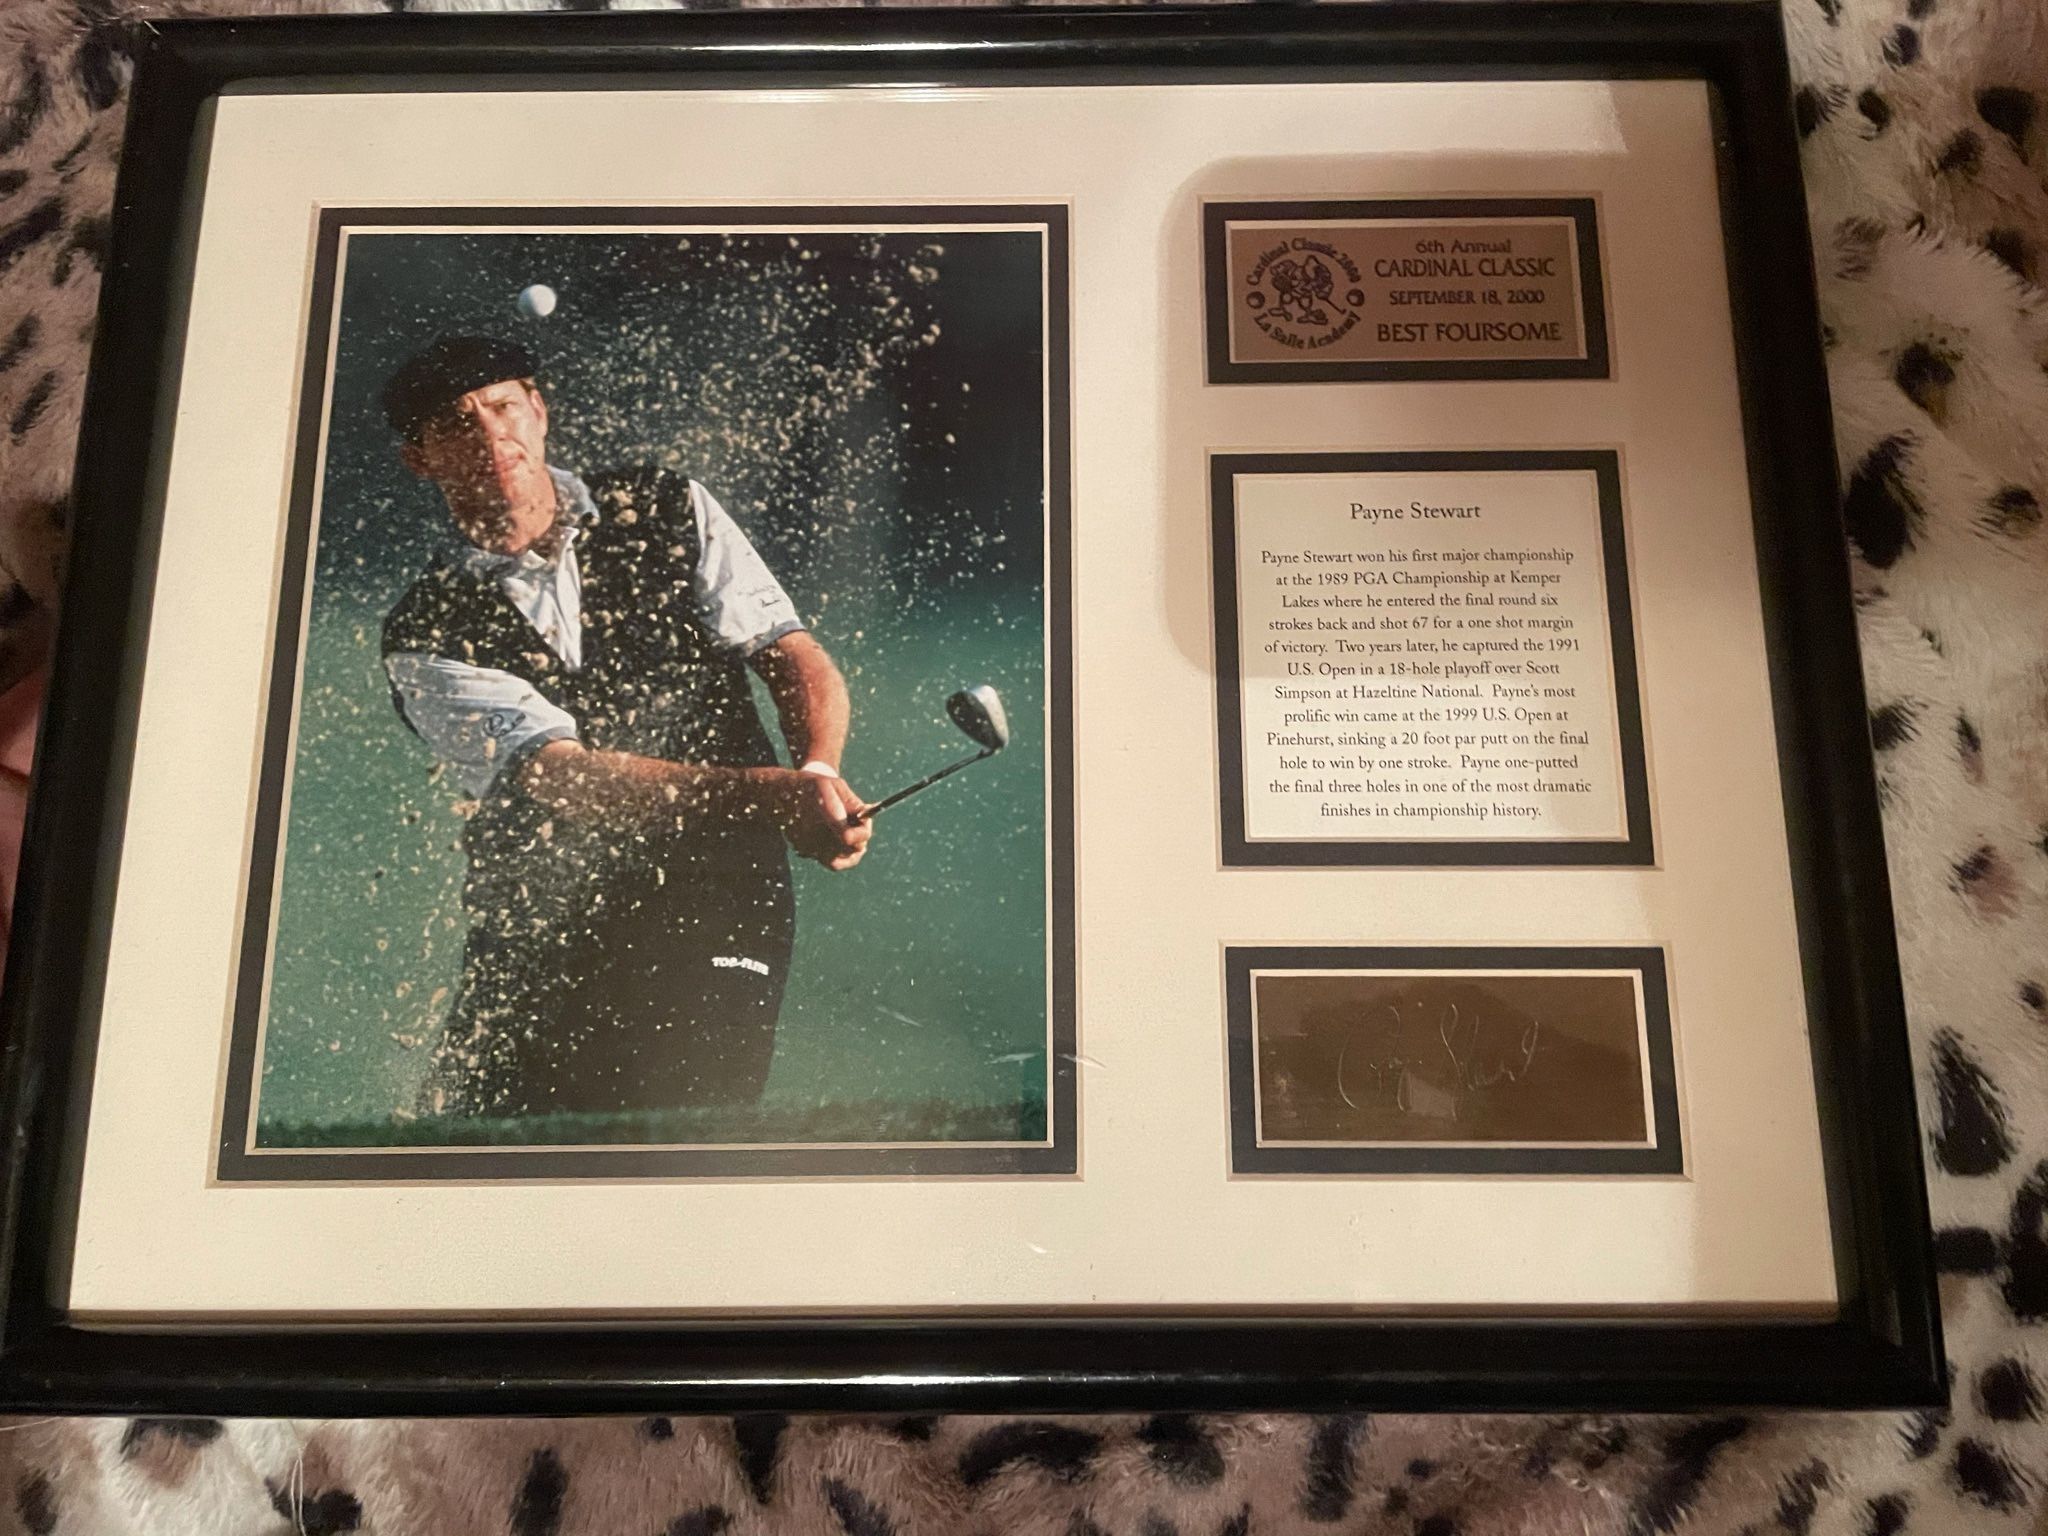 Cardinal Classic 2000
La Salle Academy
6th Annual
CARDINAL CLASSIC
SEPTEMBER 18, 2000
BEST FOURSOME
Payne Stewart
Payne Stewart won his first major championship
at the 1989 PGA Championship at Kemper
Lakes where he entered the final round six
strokes back and shot 67 for a one shot margin
of victory. Two years later, he captured the 1991
U.S. Open in a 18-hole playoff over Scott
Simpson at Hazeltine National. Payne's most
prolific win came at the 1999 U.S. Open at
Pinehurst, sinking a 20 foot par putt on the final
hole to win by one stroke. Payne one-putted
the final three holes in one of the most dramatic
finishes in championship history.
TOP-FLITE
Payne Stewart